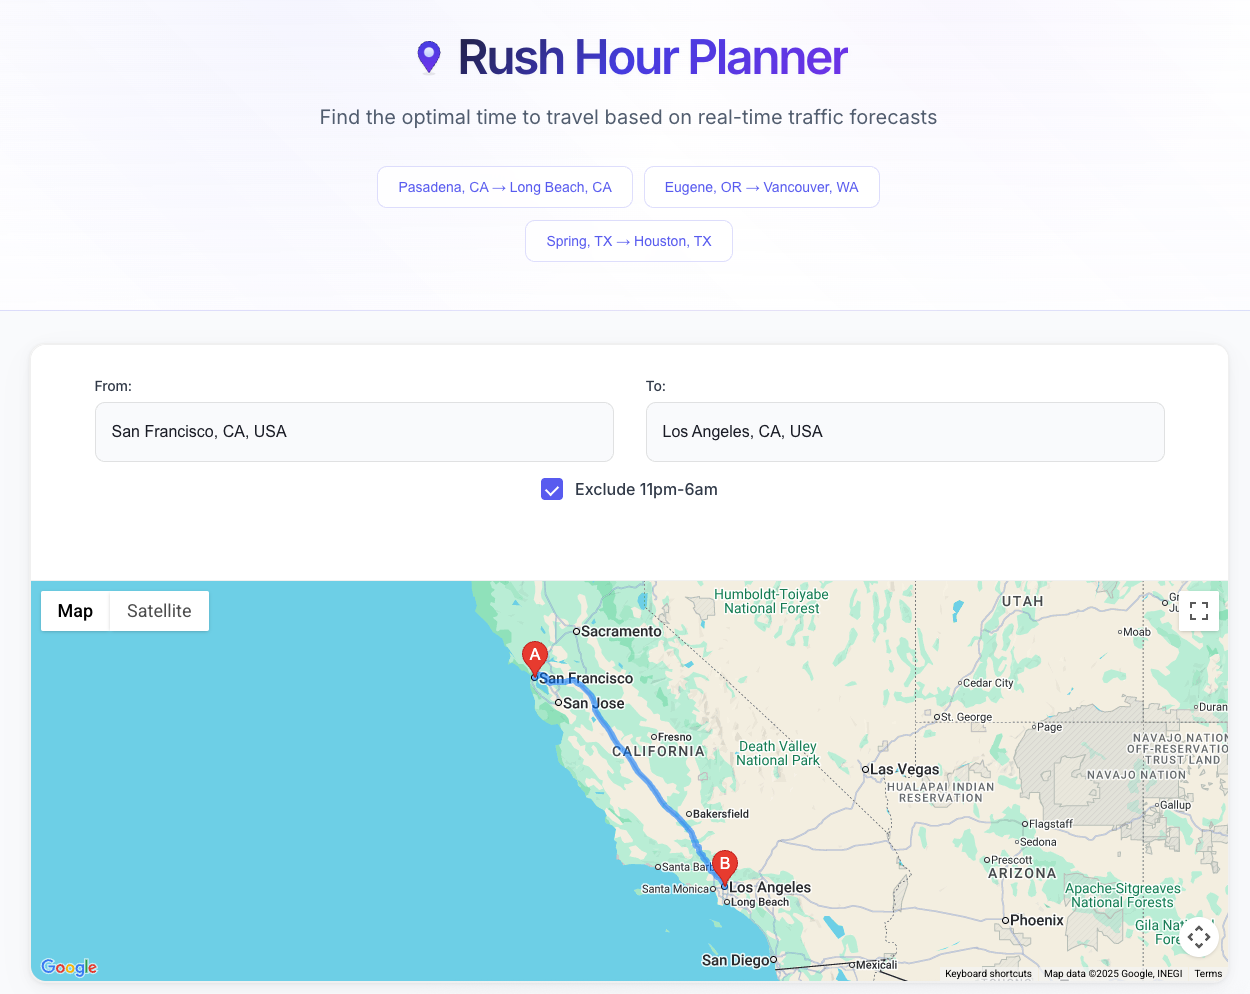 Rush Hour Planner
Find the optimal time to travel based on real-time traffic forecasts
Pasadena, CA → Long Beach, CA
Eugene, OR → Vancouver, WA
Spring, TX → Houston, TX
From:
To:
San Francisco, CA, USA
Los Angeles, CA, USA
Exclude 11pm-6am
Map
Satellite
Humboldt-Toiyabe
National Forest
UTAH
Sacramento
Moab
A
San Francisco
San Jose
Cedar City
St. George
Page
Fresno
CALIFORNIA
Death Valley
National Park
NAVAJO NATION
OFF-RESERVATIO
TRUST LAND
Las Vegas
NAVAJO NATION
HUALAPAI INDIAN
RESERVATION
Gallup
Bakersfield
Flagstaff
Sedona
B
Santa Barb
Prescott
ARIZONA
Santa Monica
Los Angeles
Long Beach
Apache-Sitgreaves
National Forests
Phoenix
San Diego
Mexicali
Google
Keyboard shortcuts
Map data ©2025 Google, INEGI
Terms